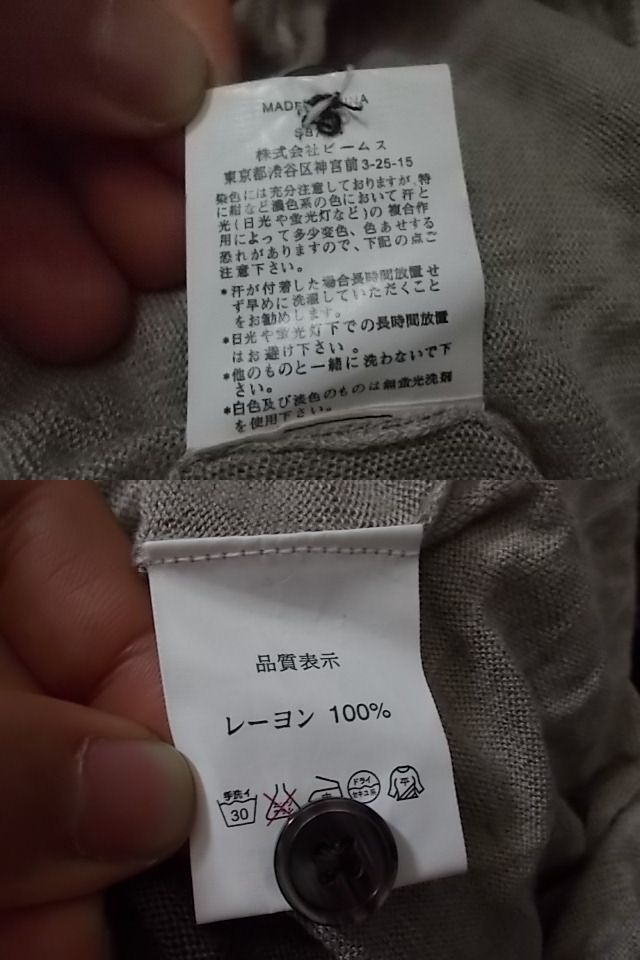 MADE
株式会社ビームス
東京都渋谷区神宮前3-25-15
染色には充分注意しておりますが、特
に紺など濃色系の色において汗と
光(日光や蛍光灯など)の複合作
用によって多少変色、色あせする
恐れがありますので、下記の点ご
注意下さい。
*汗が付着した場合長時間放置せ
ず早めに洗濯していただくこと
をお勧めします。
*日光や蛍光灯下での長時間放置
はお避け下さい。
*他のものと一緒に洗わないで下
さい。
*白色及び淡色のものは無蛍光洗剤
を使用下さい。
品質表示
レーヨン 100%
手洗イ
30
中
ドライ
セキユ系
平